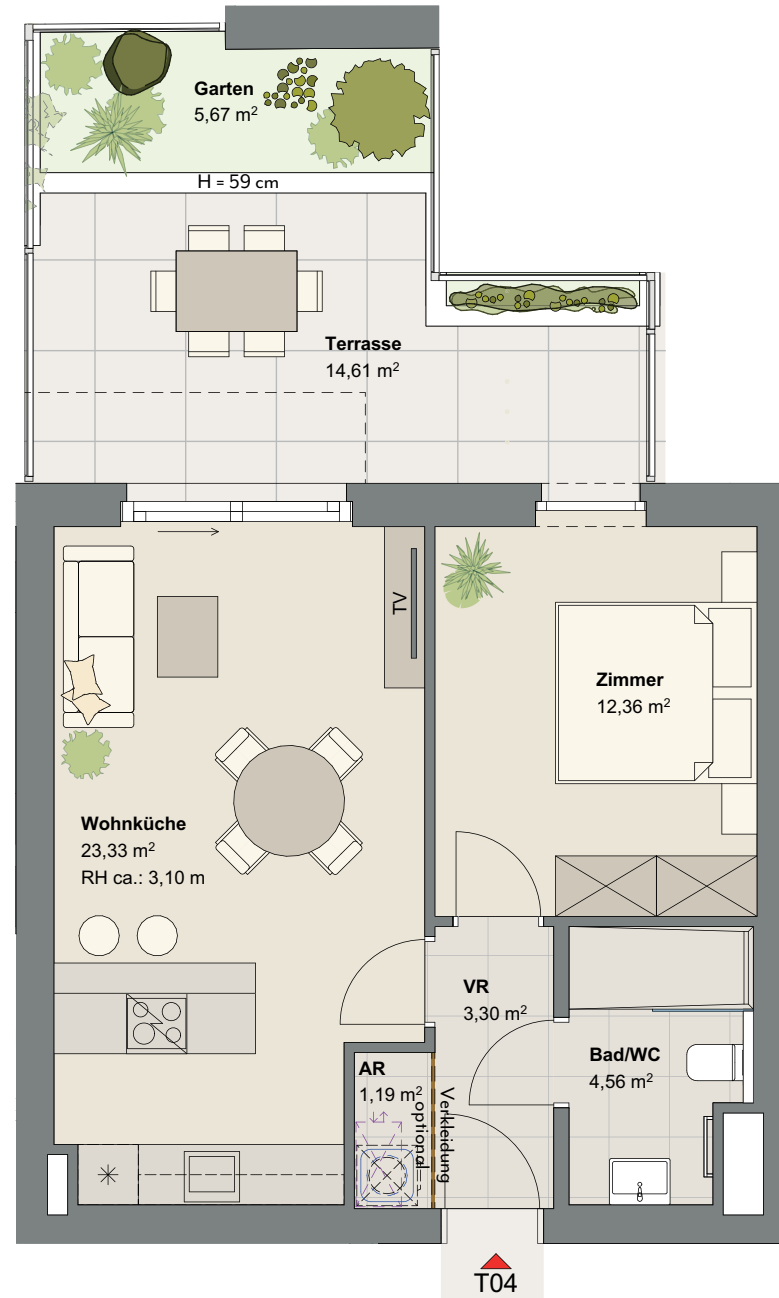 Garten
5,67 m²
H = 59 cm
Terrasse
14,61 m²
TV
Zimmer
12,36 m²
Wohnküche
23,33 m²
RH ca.: 3,10 m
VR
3,30 m²
Bad/WC
4,56 m²
AR
1,19 m²
Verkleidung
optional
T04